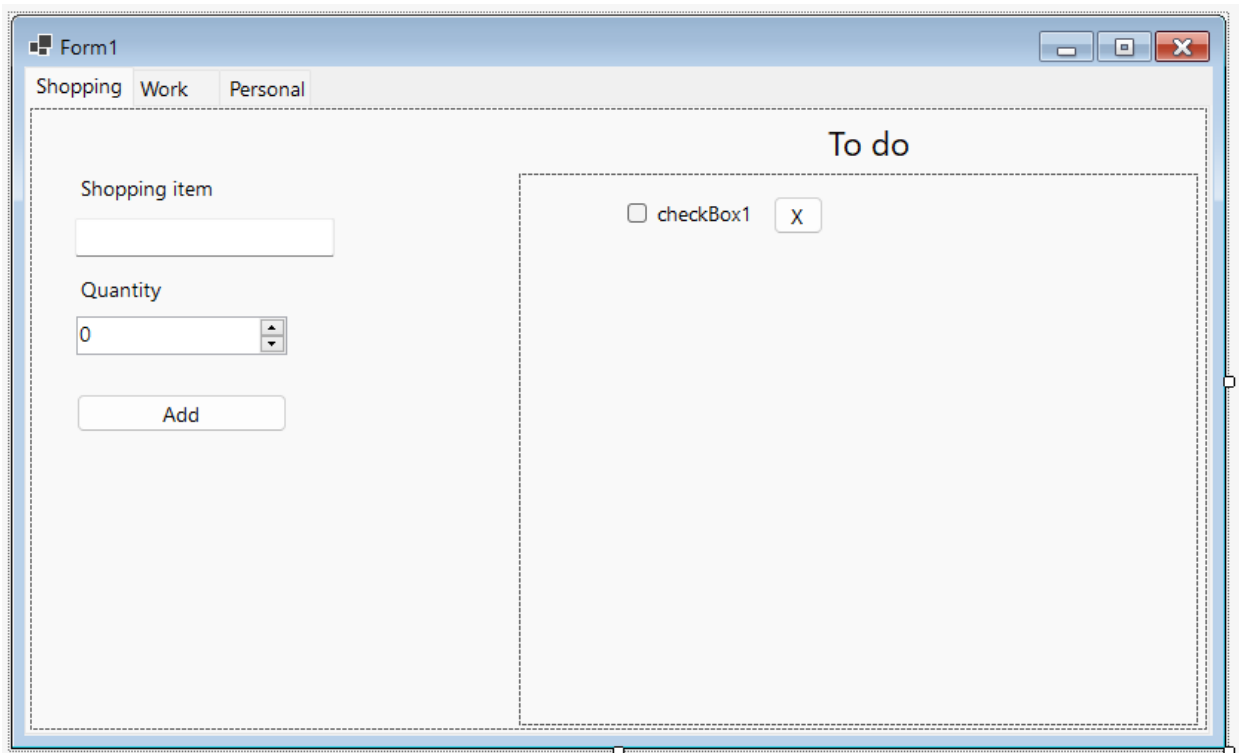 Form1
Shopping Work Personal
To do
Shopping item
checkBox1 X
Quantity
0
Add